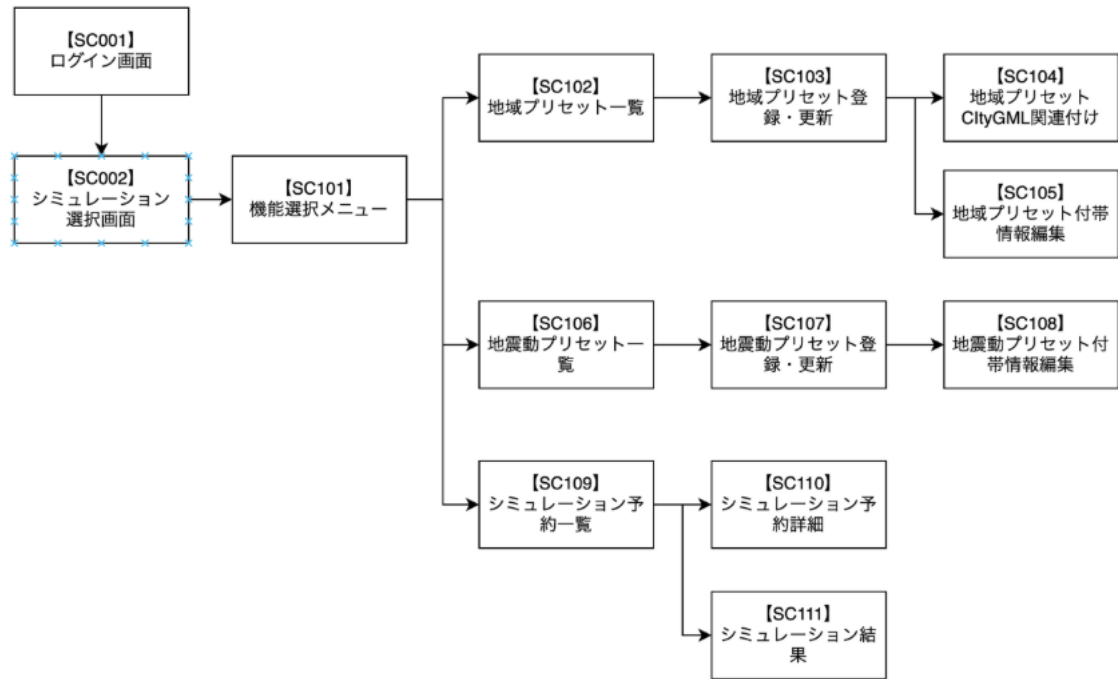 【SC001】
ログイン画面
【SC002】
シミュレーション
選択画面
【SC101】
機能選択メニュー
【SC102】
地域プリセット一覧
【SC103】
地域プリセット登
録・更新
【SC104】
地域プリセット
CItyGML関連付け
【SC105】
地域プリセット付帯
情報編集
【SC106】
地震動プリセット一
覧
【SC107】
地震動プリセット登
録・更新
【SC108】
地震動プリセット付
帯情報編集
【SC109】
シミュレーション予
約一覧
【SC110】
シミュレーション予
約詳細
【SC111】
シミュレーション結
果